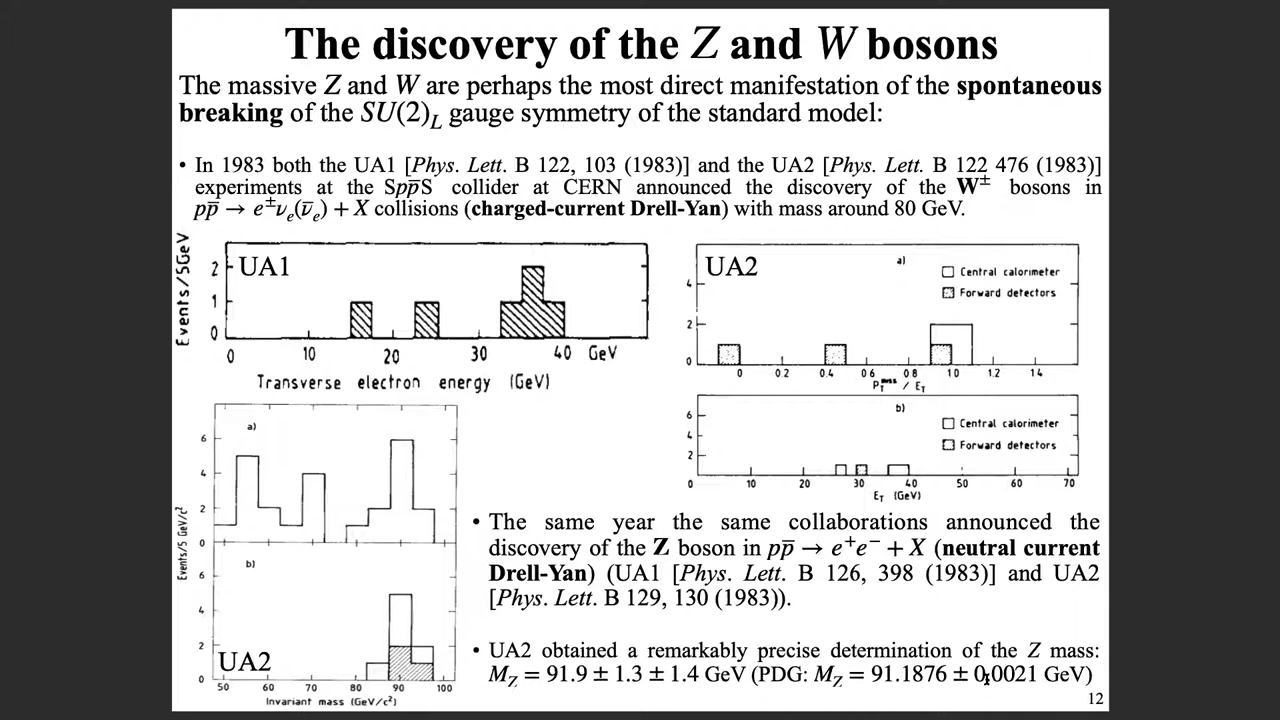 The discovery of the Z and W bosons
The massive Z and W are perhaps the most direct manifestation of the spontaneous
breaking of the SU(2)_L gauge symmetry of the standard model:
• In 1983 both the UA1 [Phys. Lett. B 122, 103 (1983)] and the UA2 [Phys. Lett. B 122 476 (1983)]
experiments at the Spp̅S collider at CERN announced the discovery of the W± bosons in
pp̅ → e±ν_e(ν̅_e) + X collisions (charged-current Drell-Yan) with mass around 80 GeV.
Events/5GeV
UA1
2
1
0
0 10 20 30 40 GeV
Transverse electron energy (GeV)
UA2
a)
Central calorimeter
Forward detectors
4
2
0
0 0.2 0.4 0.6 0.8 1.0 1.2 1.4
P_T^miss / E_T
b)
Central calorimeter
Forward detectors
6
4
2
0 10 20 30 40 50 60 70
E_T (GeV)
Events/5 GeV/c²
a)
6
4
2
0
b)
6
4
2
0
UA2
50 60 70 80 90 100
Invariant mass (GeV/c²)
• The same year the same collaborations announced the
discovery of the Z boson in pp̅ → e⁺e⁻ + X (neutral current
Drell-Yan) (UA1 [Phys. Lett. B 126, 398 (1983)] and UA2
[Phys. Lett. B 129, 130 (1983)).
• UA2 obtained a remarkably precise determination of the Z mass:
M_Z = 91.9 ± 1.3 ± 1.4 GeV (PDG: M_Z = 91.1876 ± 0.0021 GeV)
12